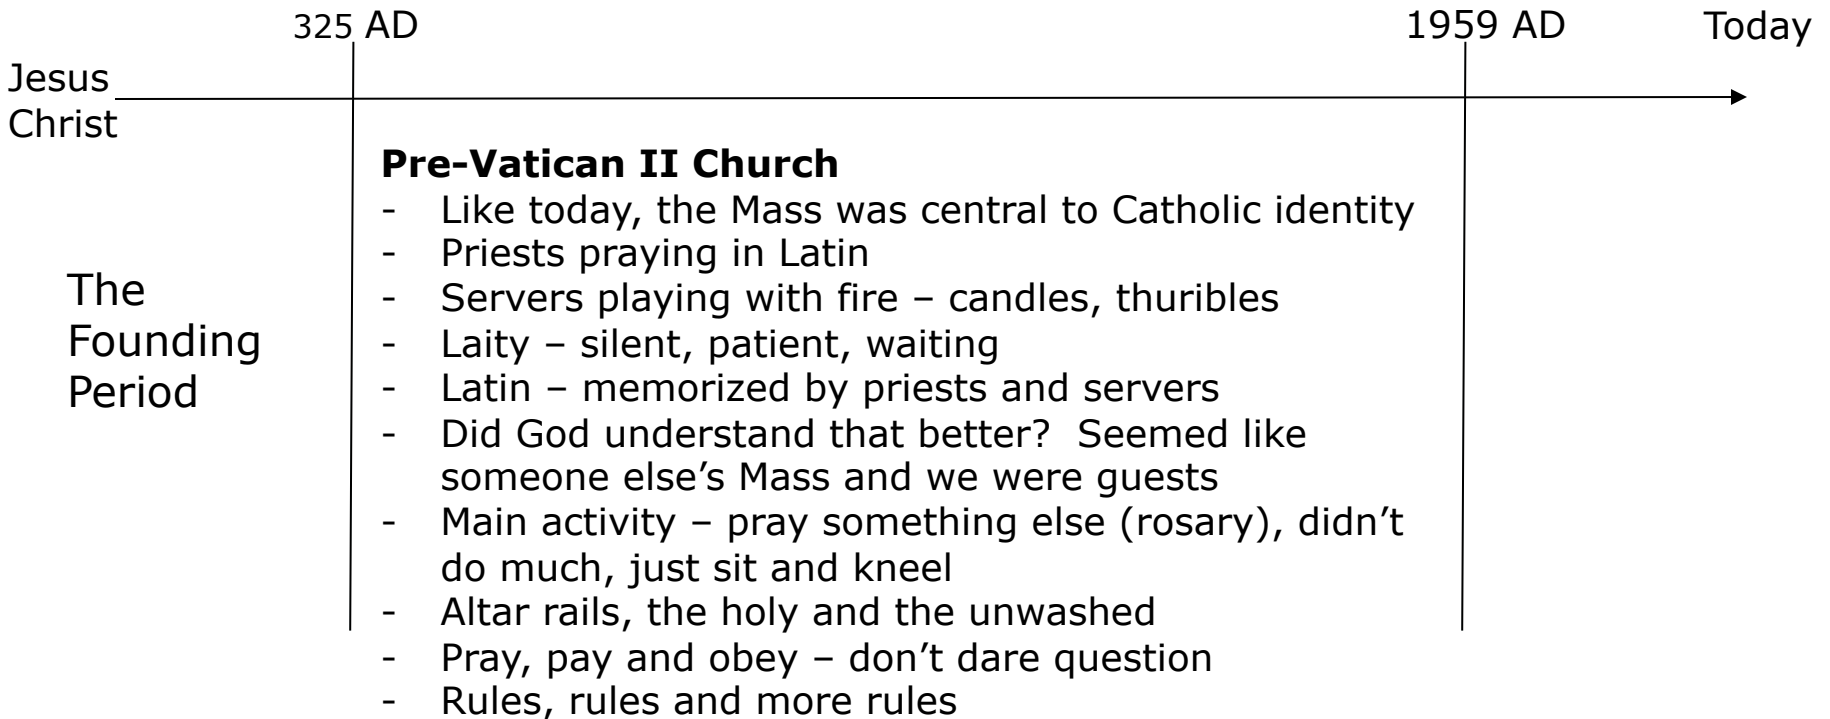 325 AD
1959 AD
Today
Jesus
Christ
The
Founding
Period
Pre-Vatican II Church
- Like today, the Mass was central to Catholic identity
- Priests praying in Latin
- Servers playing with fire – candles, thuribles
- Laity – silent, patient, waiting
- Latin – memorized by priests and servers
- Did God understand that better?  Seemed like
someone else’s Mass and we were guests
- Main activity – pray something else (rosary), didn’t
do much, just sit and kneel
- Altar rails, the holy and the unwashed
- Pray, pay and obey – don’t dare question
- Rules, rules and more rules